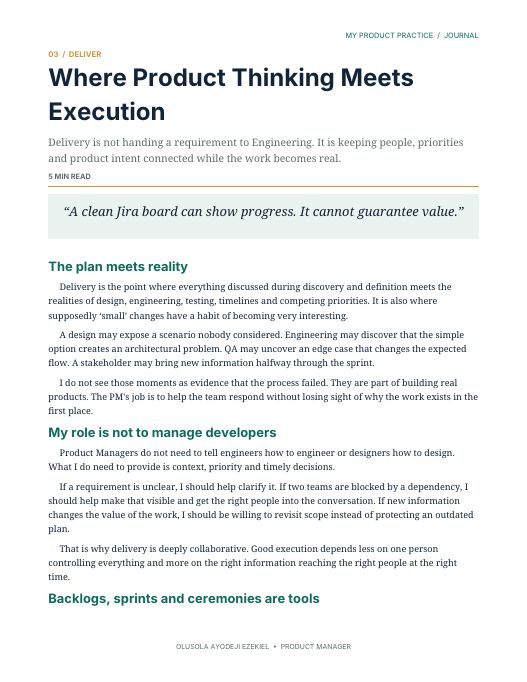 MY PRODUCT PRACTICE / JOURNAL
03 / DELIVER
Where Product Thinking Meets
Execution
Delivery is not handing a requirement to Engineering. It is keeping people, priorities
and product intent connected while the work becomes real.
5 MIN READ
“A clean Jira board can show progress. It cannot guarantee value.”
The plan meets reality
Delivery is the point where everything discussed during discovery and definition meets the
realities of design, engineering, testing, timelines and competing priorities. It is also where
supposedly ‘small’ changes have a habit of becoming very interesting.
A design may expose a scenario nobody considered. Engineering may discover that the simple
option creates an architectural problem. QA may uncover an edge case that changes the expected
flow. A stakeholder may bring new information halfway through the sprint.
I do not see those moments as evidence that the process failed. They are part of building real
products. The PM's job is to help the team respond without losing sight of why the work exists in the
first place.
My role is not to manage developers
Product Managers do not need to tell engineers how to engineer or designers how to design.
What I do need to provide is context, priority and timely decisions.
If a requirement is unclear, I should help clarify it. If two teams are blocked by a dependency, I
should help make that visible and get the right people into the conversation. If new information
changes the value of the work, I should be willing to revisit scope instead of protecting an outdated
plan.
That is why delivery is deeply collaborative. Good execution depends less on one person
controlling everything and more on the right information reaching the right people at the right
time.
Backlogs, sprints and ceremonies are tools
OLUSOLA AYODEJI EZEKIEL • PRODUCT MANAGER